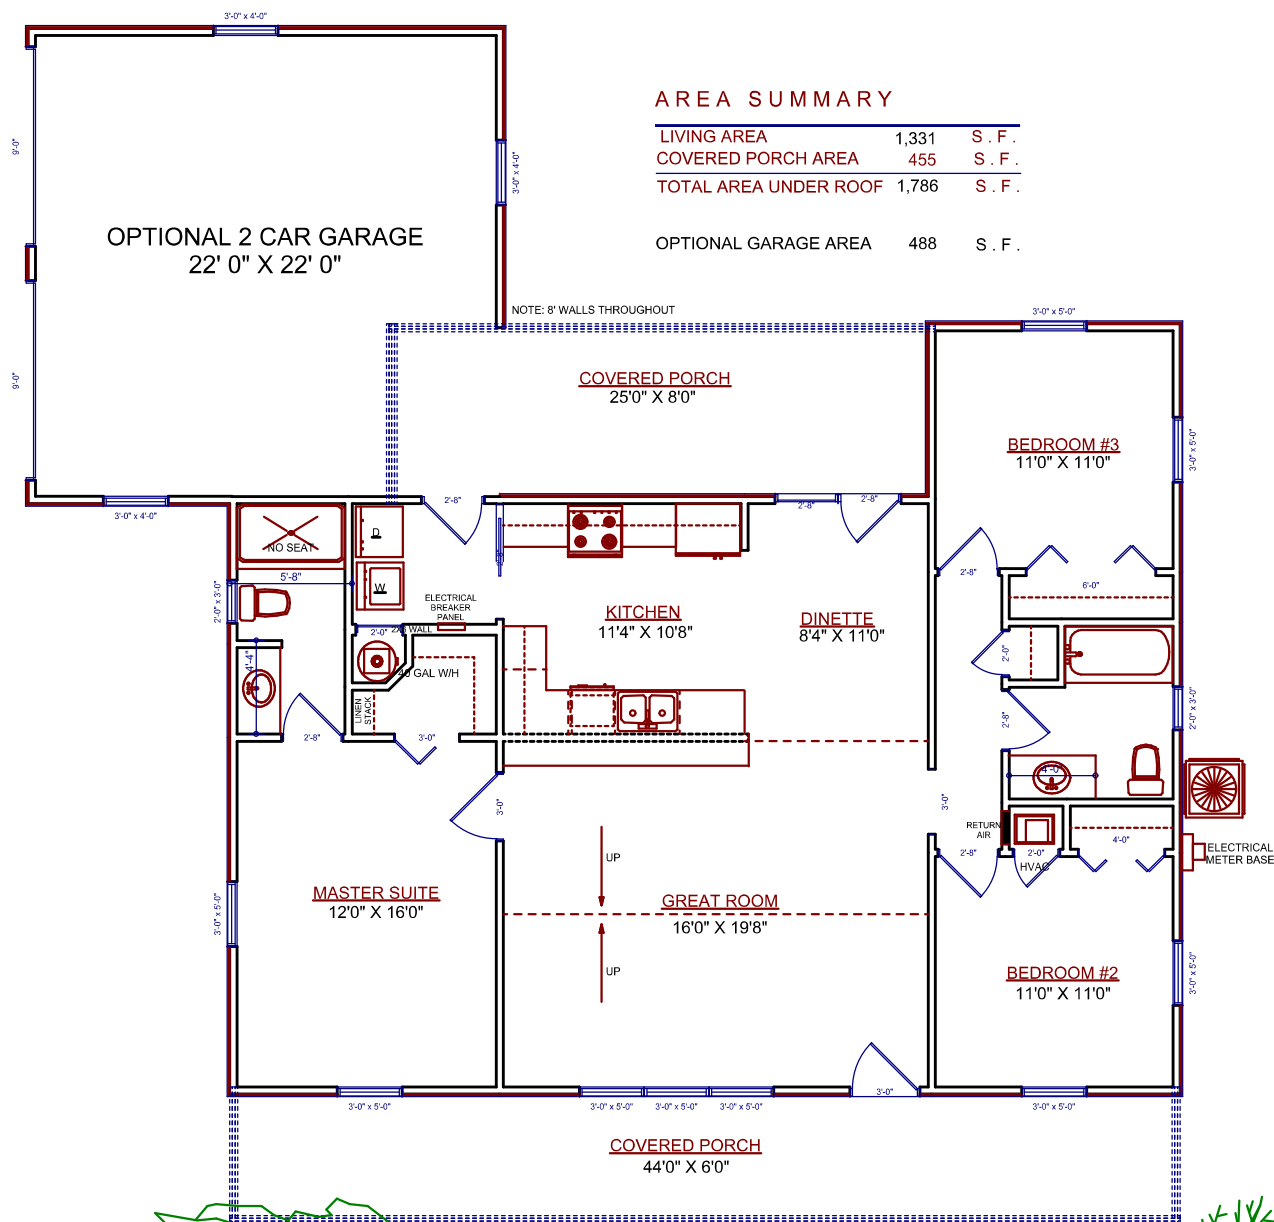 3'-0" x 4'-0"
AREA SUMMARY
LIVING AREA 1,331 S.F.
COVERED PORCH AREA 455 S.F.
TOTAL AREA UNDER ROOF 1,786 S.F.
OPTIONAL GARAGE AREA 488 S.F.
9'-0"
3'-0" x 4'-0"
OPTIONAL 2 CAR GARAGE
22' 0" X 22' 0"
NOTE: 8' WALLS THROUGHOUT
3'-0" x 5'-0"
9'-0"
COVERED PORCH
25'0" X 8'0"
BEDROOM #3
11'0" X 11'0"
3'-0" x 5'-0"
3'-0" x 4'-0"
2'-8"
2'-8"
2'-8"
D
NO SEAT
2'-8"
5'-8"
2'-8"
6'-0"
W
2'-0" x 3'-0"
ELECTRICAL
BREAKER
PANEL
KITCHEN
11'4" X 10'8"
DINETTE
8'4" X 11'0"
2'-0"
2X6 WALL
4'-4"
40 GAL W/H
2'-0"
LINEN
STACK
2'-8"
2'-0" x 3'-0"
2'-8"
3'-0"
4'-0"
3'-0"
3'-0"
RETURN
AIR
2'-8"
2'-0"
HVAC
4'-0"
ELECTRICAL
METER BASE
UP
MASTER SUITE
12'0" X 16'0"
3'-0" x 5'-0"
GREAT ROOM
16'0" X 19'8"
UP
BEDROOM #2
11'0" X 11'0"
3'-0" x 5'-0"
3'-0" x 5'-0"
3'-0" x 5'-0"
3'-0" x 5'-0"
3'-0" x 5'-0"
3'-0"
3'-0" x 5'-0"
COVERED PORCH
44'0" X 6'0"